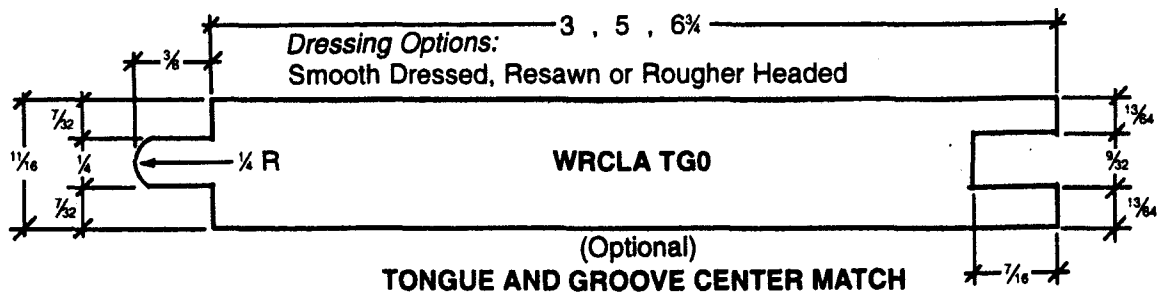 3 , 5 , 6¾
Dressing Options:
Smooth Dressed, Resawn or Rougher Headed
⅜
7/32
11/16
¼
7/32
¼ R
WRCLA TG0
13/64
9/32
13/64
(Optional)
TONGUE AND GROOVE CENTER MATCH
7/16